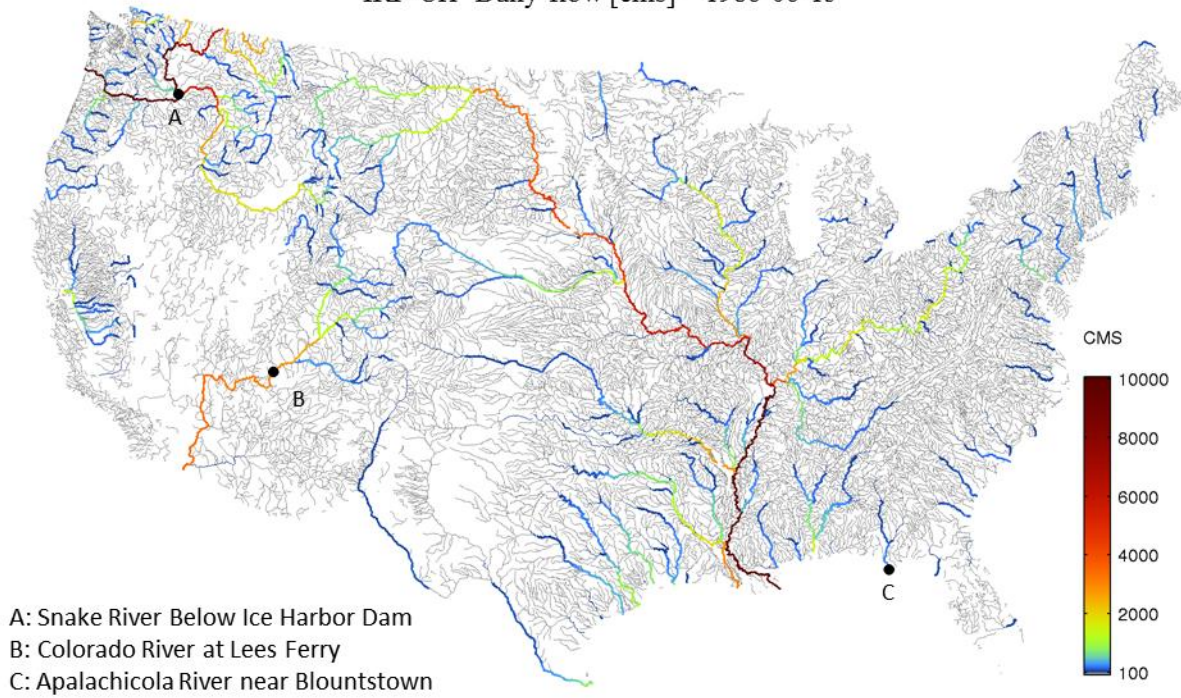 A
B
C
CMS
10000
8000
6000
4000
2000
100
A: Snake River Below Ice Harbor Dam
B: Colorado River at Lees Ferry
C: Apalachicola River near Blountstown